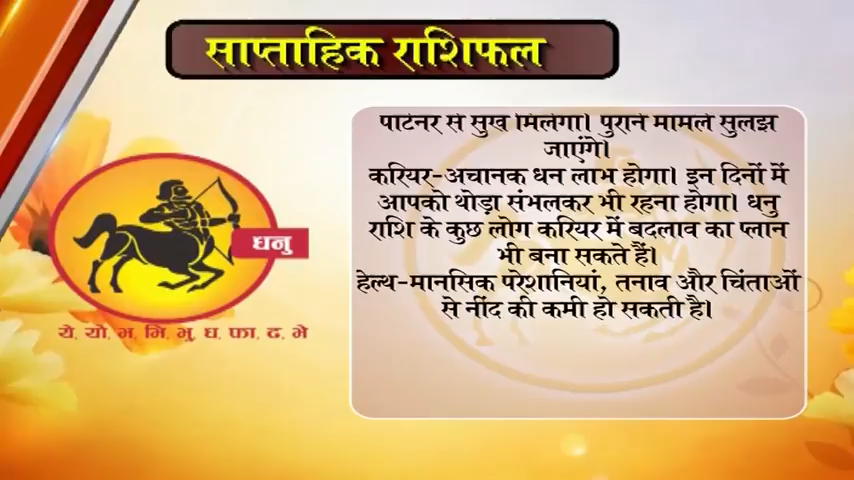 साप्ताहिक राशिफल
पार्टनर से सुख मिलेगा। पुराने मामले सुलझ
जाएंगे।
करियर-अचानक धन लाभ होगा। इन दिनों में
आपको थोड़ा संभलकर भी रहना होगा। धनु
राशि के कुछ लोग करियर में बदलाव का प्लान
भी बना सकते हैं।
हेल्थ-मानसिक परेशानियां, तनाव और चिंताओं
से नींद की कमी हो सकती है।
धनु
ये, यो, भ, भि, भु, ध, फा, ढ, भे